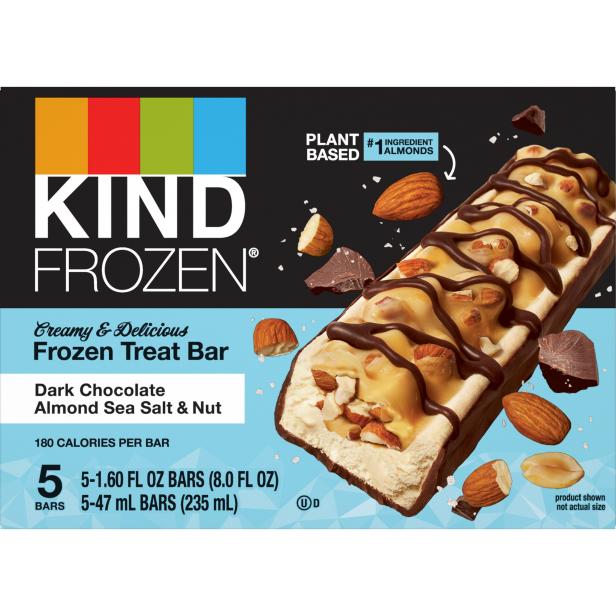 KIND
FROZEN®
PLANT
BASED
#1 INGREDIENT
ALMONDS
Creamy & Delicious
Frozen Treat Bar
Dark Chocolate
Almond Sea Salt & Nut
180 CALORIES PER BAR
5
BARS
5-1.60 FL OZ BARS (8.0 FL OZ)
5-47 mL BARS (235 mL)
U D
product shown
not actual size